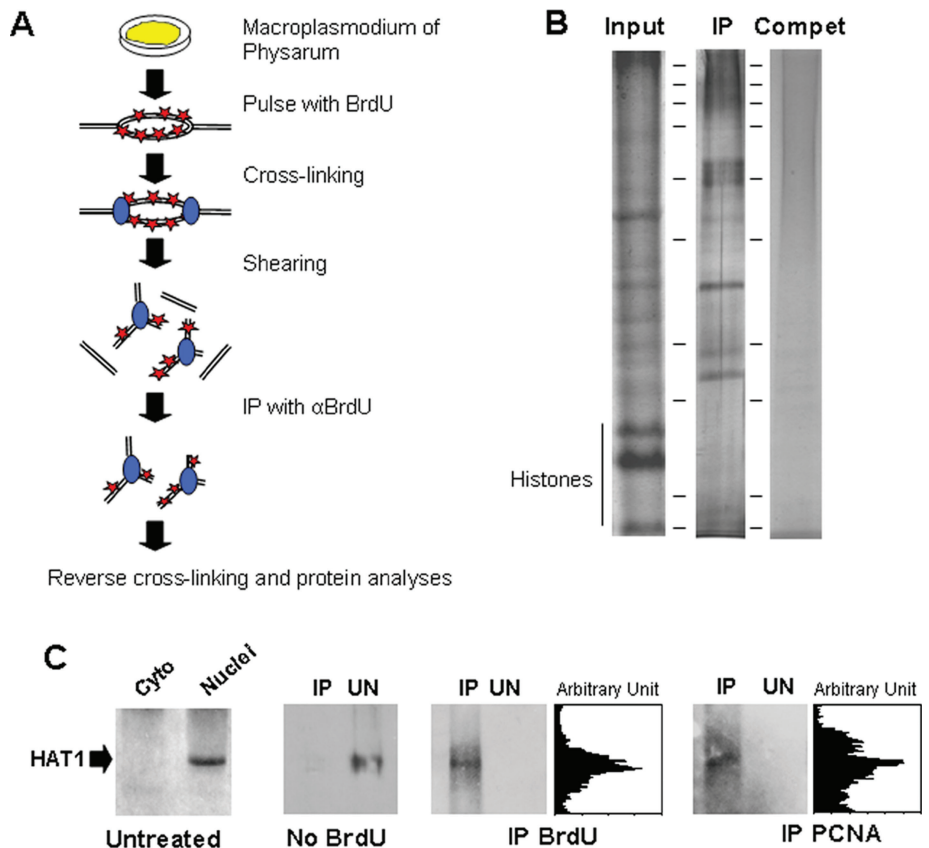 A
Macroplasmodium of
Physarum
Pulse with BrdU
Cross-linking
Shearing
IP with αBrdU
Reverse cross-linking and protein analyses
B
Input IP Compet
Histones
C
Cyto Nuclei
HAT1
Untreated
IP UN
No BrdU
IP UN Arbitrary Unit
IP BrdU
IP UN Arbitrary Unit
IP PCNA